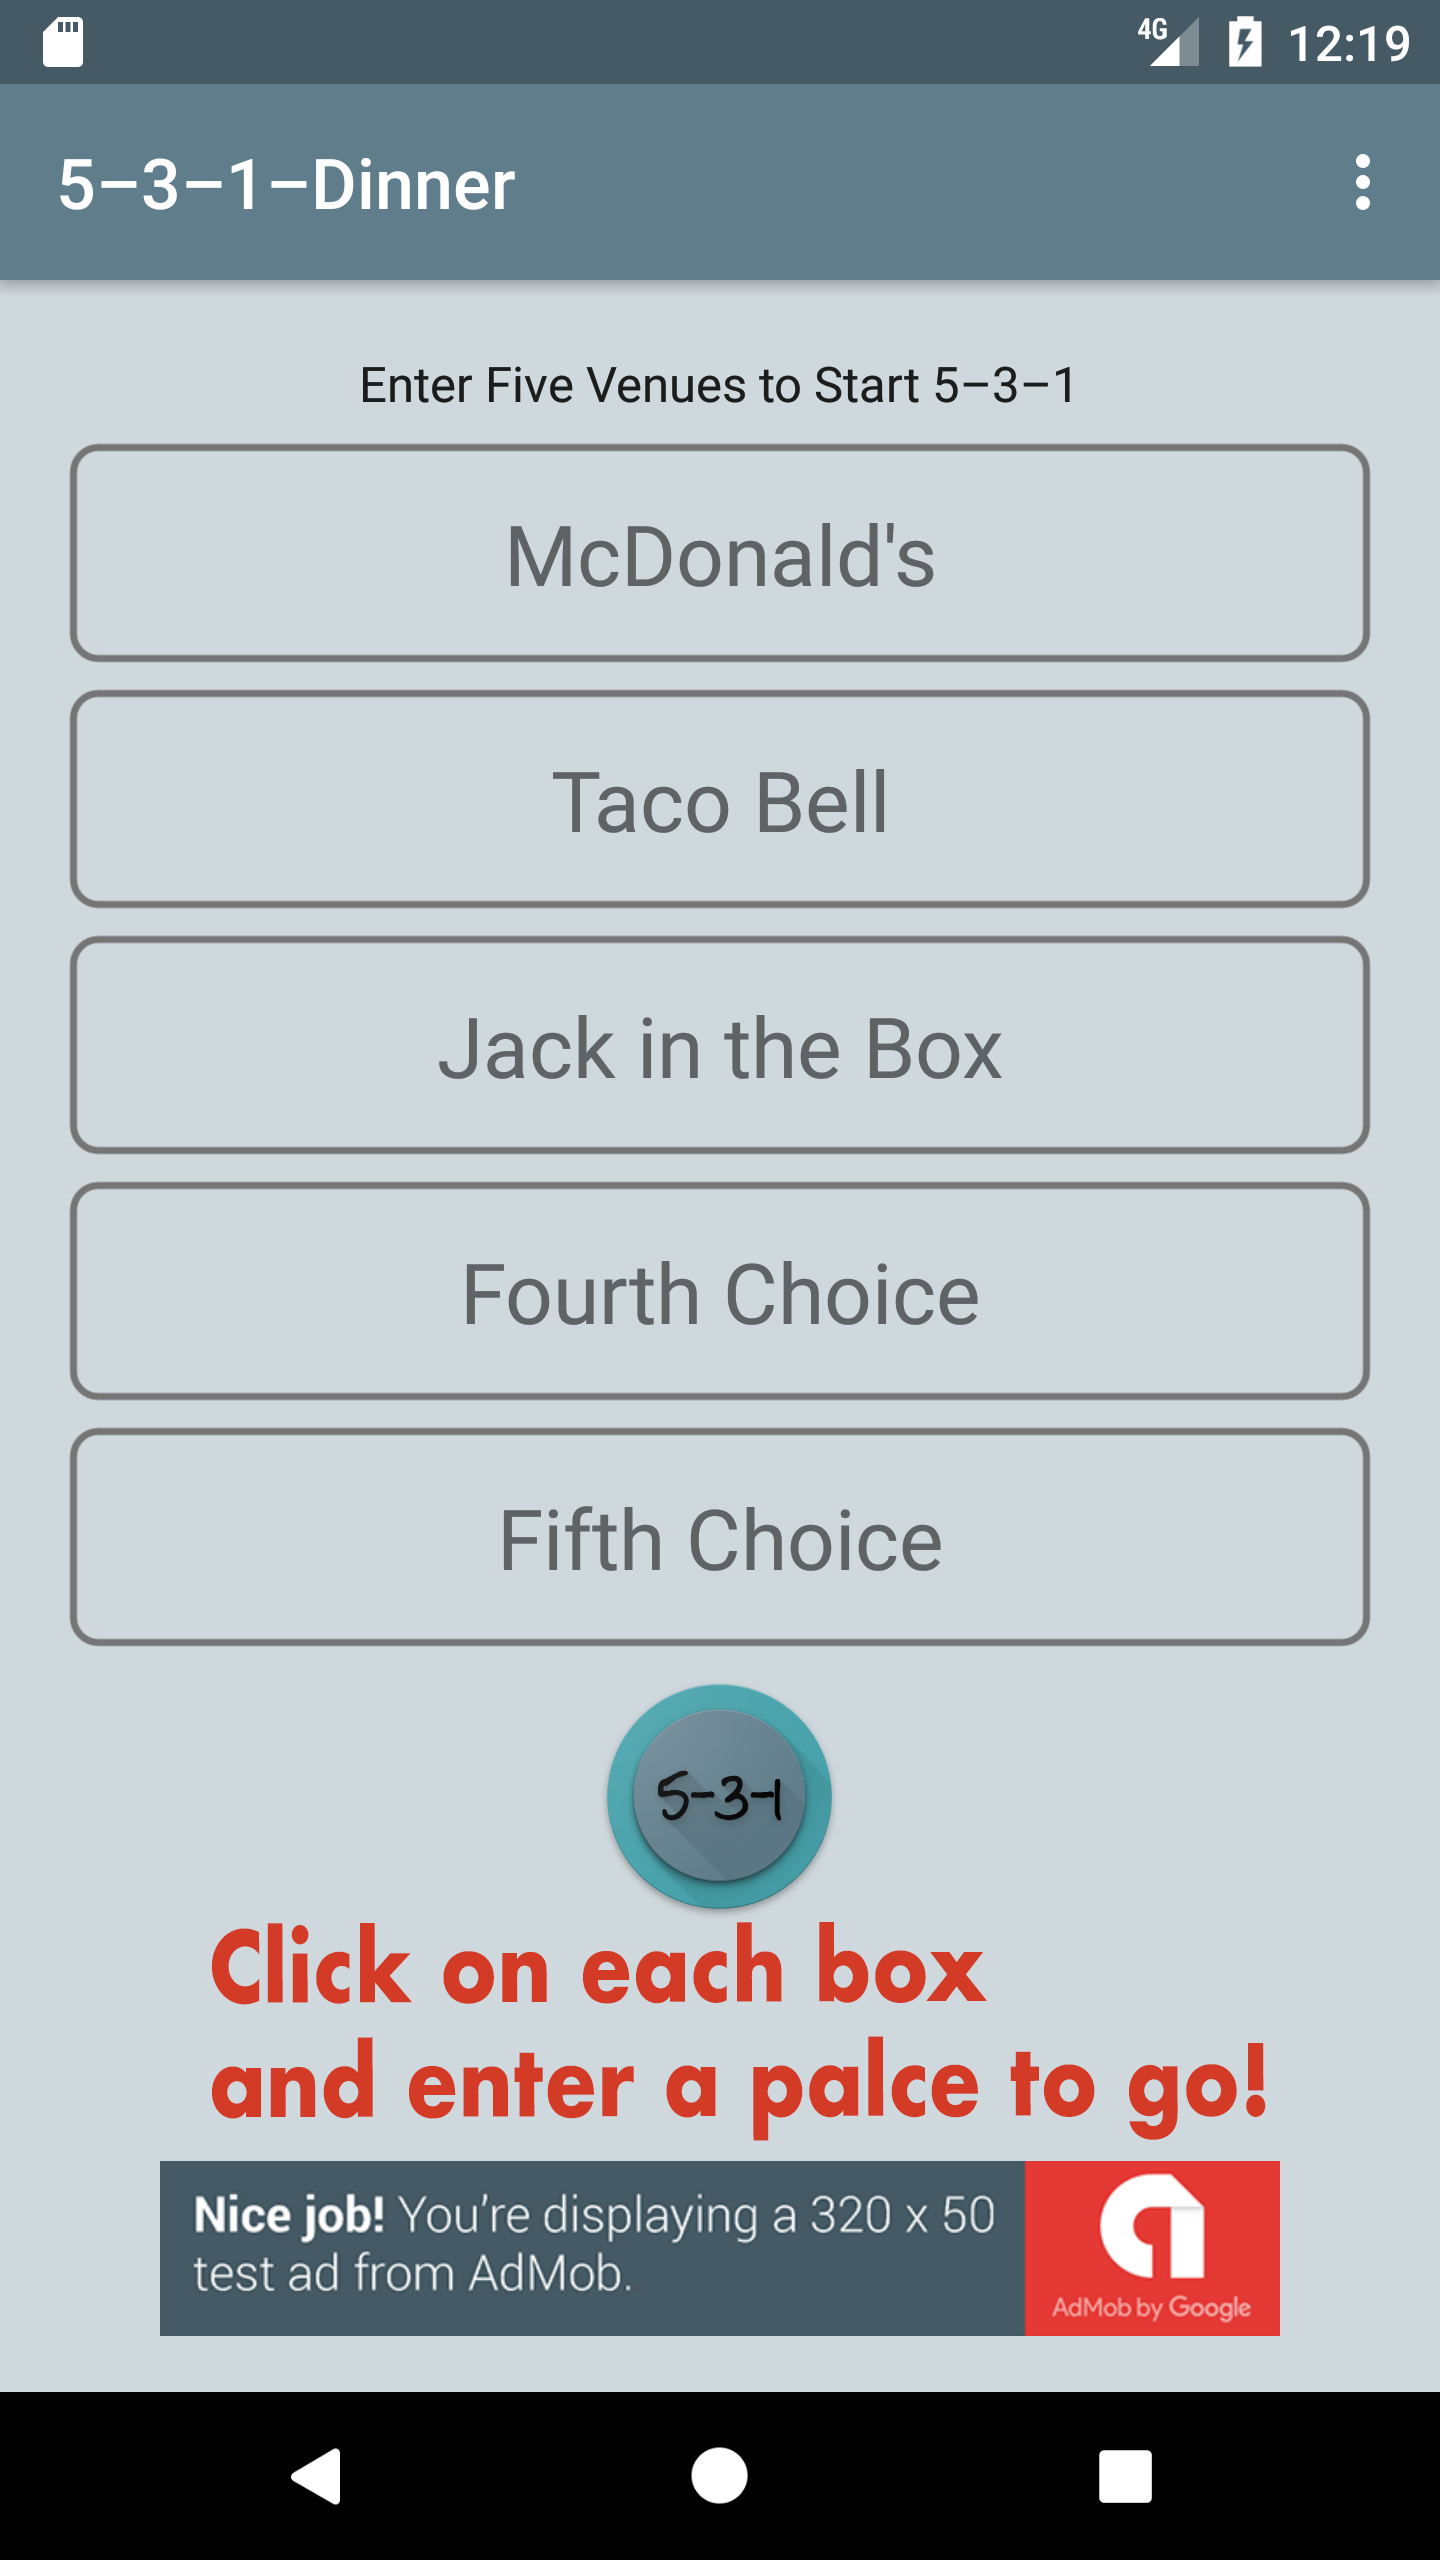 4G 12:19
5–3–1–Dinner
Enter Five Venues to Start 5–3–1
McDonald's
Taco Bell
Jack in the Box
Fourth Choice
Fifth Choice
5-3-1
Click on each box
and enter a palce to go!
Nice job! You're displaying a 320 x 50
test ad from AdMob.
AdMob by Google